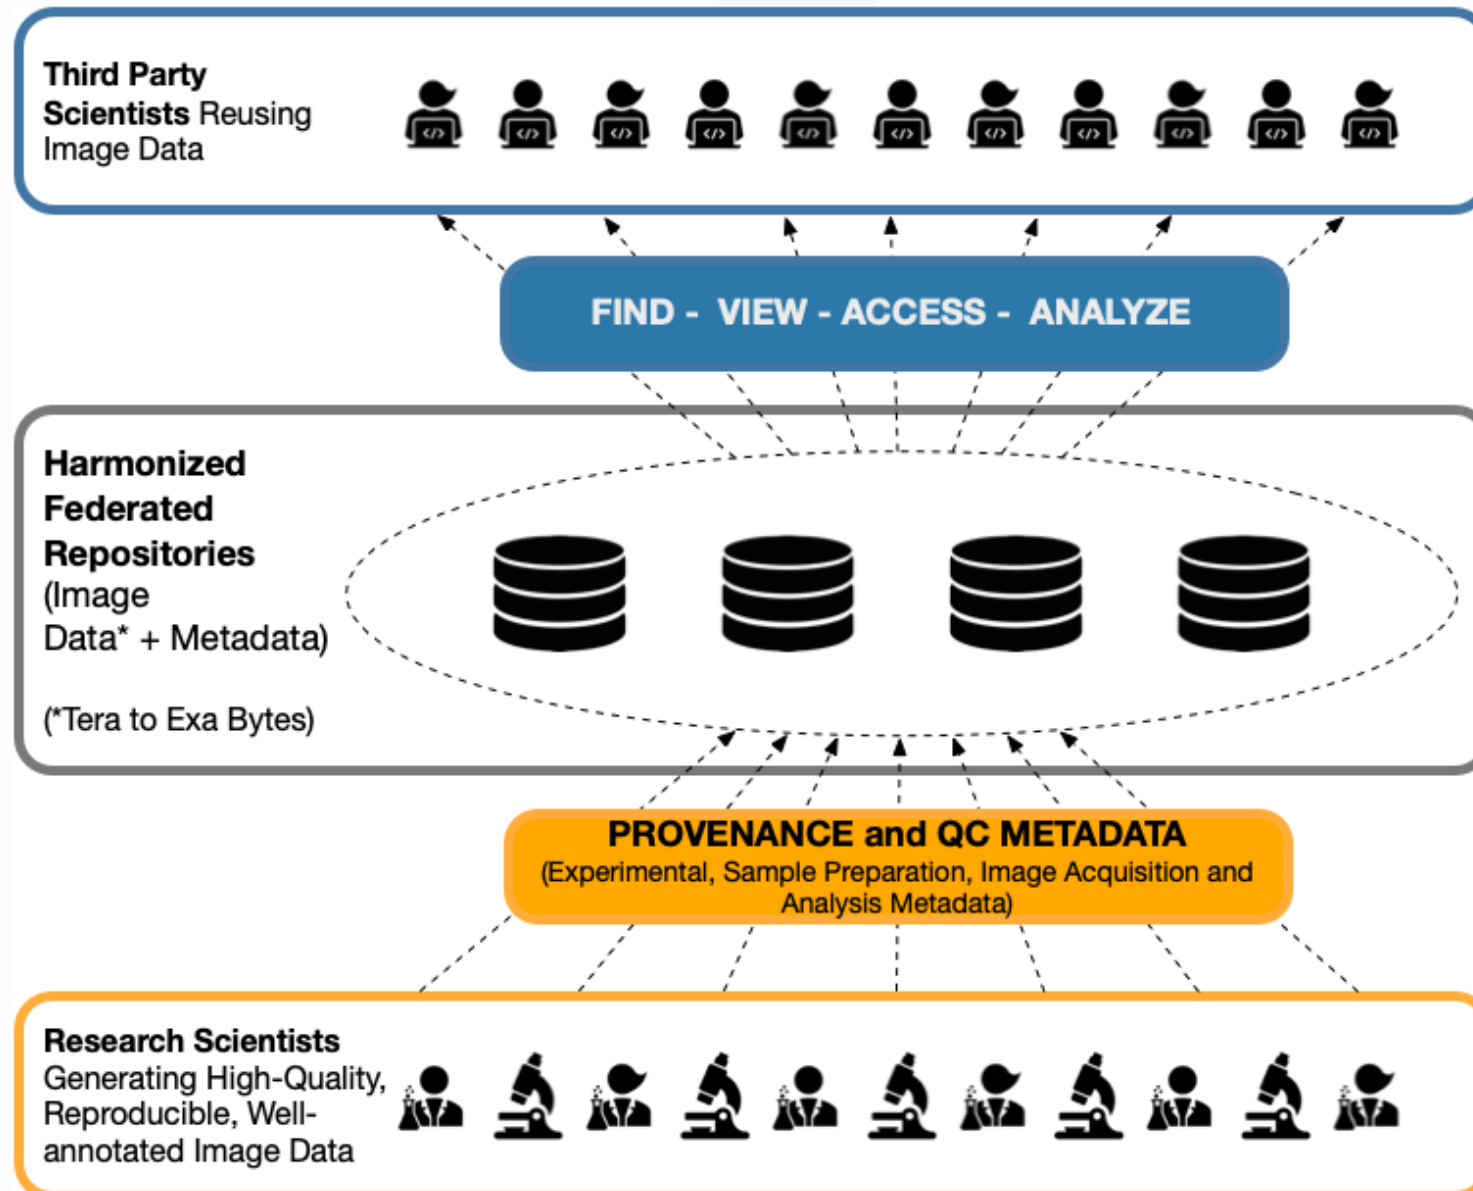 Third Party
Scientists Reusing
Image Data
</> </> </> </> </> </> </> </> </> </> </>
FIND - VIEW - ACCESS - ANALYZE
Harmonized
Federated
Repositories
(Image
Data* + Metadata)
(*Tera to Exa Bytes)
PROVENANCE and QC METADATA
(Experimental, Sample Preparation, Image Acquisition and
Analysis Metadata)
Research Scientists
Generating High-Quality,
Reproducible, Well-
annotated Image Data